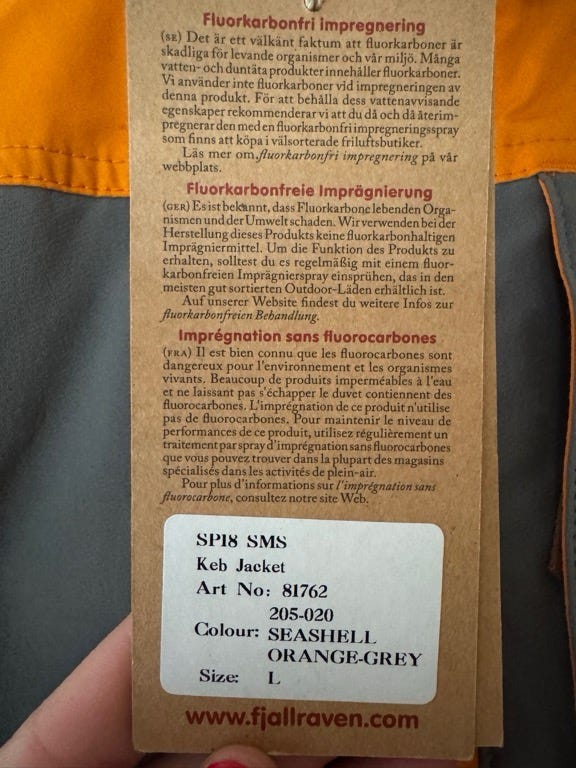 Fluorkarbonfri impregnering
(SE) Det är ett välkänt faktum att fluorkarboner är
skadliga för levande organismer och vår miljö. Många
vatten- och duntäta produkter innehåller fluorkarboner.
Vi använder inte fluorkarboner vid impregneringen av
denna produkt. För att behålla dess vattenavvisande
egenskaper rekommenderar vi att du då och då återim-
pregnerar den med en fluorkarbonfri impregneringsspray
som finns att köpa i välsorterade friluftsbutiker.
Läs mer om fluorkarbonfri impregnering på vår
webbplats.
Fluorkarbonfreie Imprägnierung
(GER) Es ist bekannt, dass Fluorkarbone lebenden Orga-
nismen und der Umwelt schaden. Wir verwenden bei der
Herstellung dieses Produkts keine fluorkarbonhaltigen
Imprägniermittel. Um die Funktion des Produkts zu
erhalten, solltest du es regelmäßig mit einem fluor-
karbonfreien Imprägnierspray einsprühen, das in den
meisten gut sortierten Outdoor-Läden erhältlich ist.
Auf unserer Website findest du weitere Infos zur
fluorkarbonfreien Behandlung.
Imprégnation sans fluorocarbones
(FRA) Il est bien connu que les fluorocarbones sont
dangereux pour l'environnement et les organismes
vivants. Beaucoup de produits imperméables à l'eau
et ne laissant pas s'échapper le duvet contiennent des
fluorocarbones. L'imprégnation de ce produit n'utilise
pas de fluorocarbones. Pour maintenir le niveau de
performances de ce produit, utilisez régulièrement un
traitement par spray d'imprégnation sans fluorocarbones
que vous pouvez trouver dans la plupart des magasins
spécialisés dans les activités de plein-air.
Pour plus d'informations sur l'imprégnation sans
fluorocarbone, consultez notre site Web.
SP18 SMS
Keb Jacket
Art No: 81762
205-020
Colour: SEASHELL
ORANGE-GREY
Size: L
www.fjallraven.com